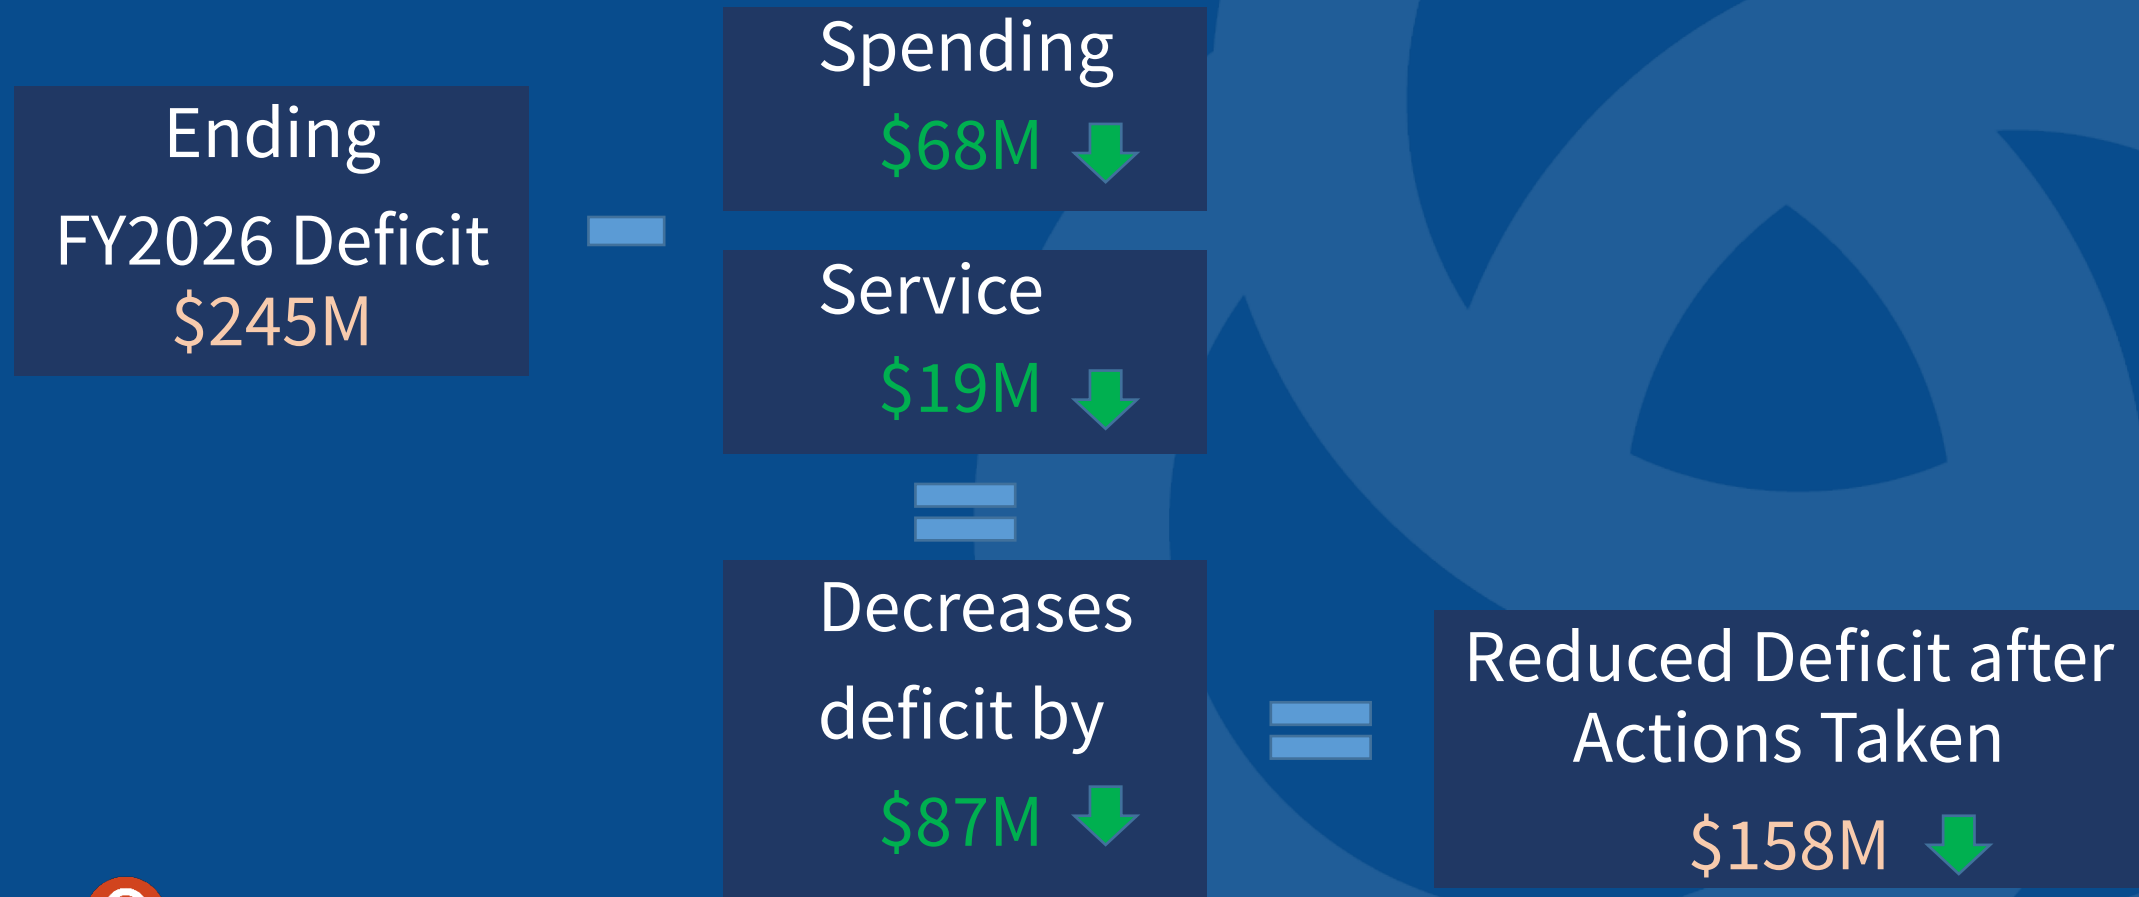 Ending
FY2026 Deficit
$245M
Spending
$68M
Service
$19M
Decreases
deficit by
$87M
Reduced Deficit after
Actions Taken
$158M